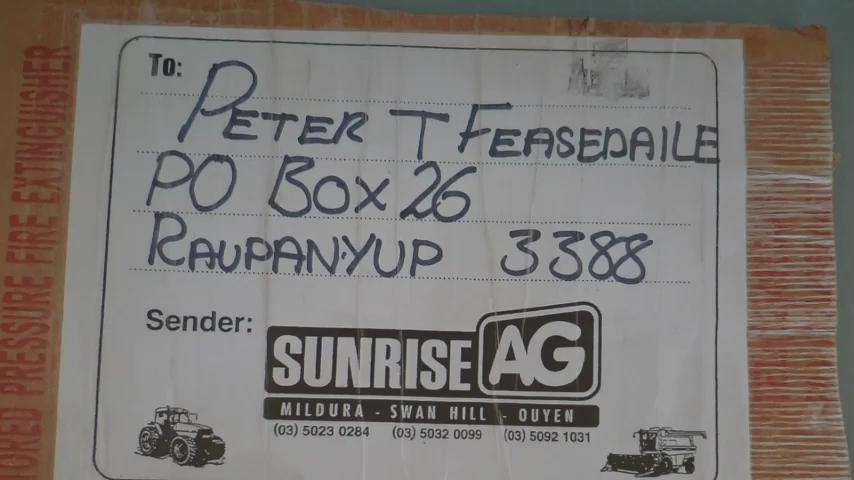 To:
PETER T FEASEDAILE
PO BOX 26
RAUPANYUP 3388
Sender:
SUNRISE AG
MILDURA - SWAN HILL - OUYEN
(03) 5023 0284 (03) 5032 0099 (03) 5092 1031
PRESSURE FIRE EXTINGUISHER